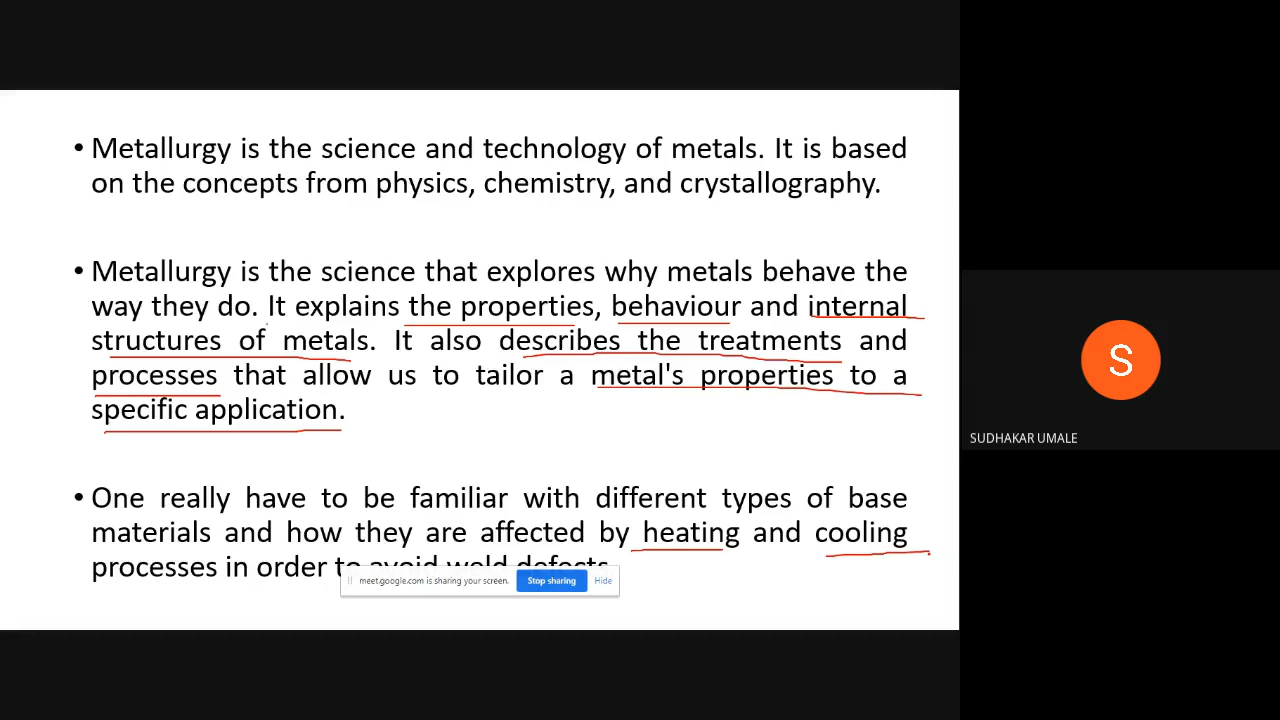 • Metallurgy is the science and technology of metals. It is based
on the concepts from physics, chemistry, and crystallography.
• Metallurgy is the science that explores why metals behave the
way they do. It explains the properties, behaviour and internal
structures of metals. It also describes the treatments and
processes that allow us to tailor a metal's properties to a
specific application.
• One really have to be familiar with different types of base
materials and how they are affected by heating and cooling
processes in order to avoid weld defects.
meet.google.com is sharing your screen. Stop sharing Hide
S
SUDHAKAR UMALE